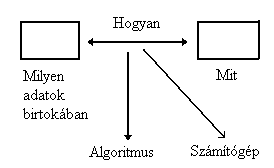 Hogyan
Milyen
adatok
birtokában
Mit
Algoritmus
Számítógép